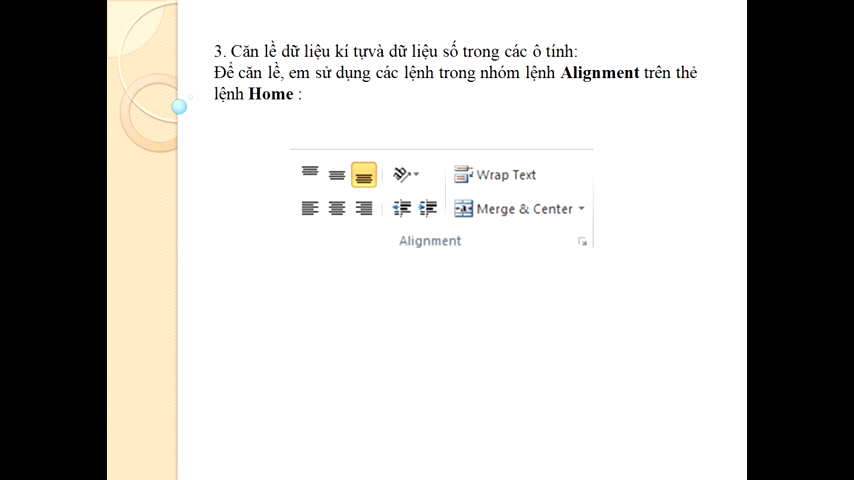 3. Căn lề dữ liệu kí tựvà dữ liệu số trong các ô tính:
Để căn lề, em sử dụng các lệnh trong nhóm lệnh Alignment trên thẻ
lệnh Home :
Wrap Text
Merge & Center
Alignment